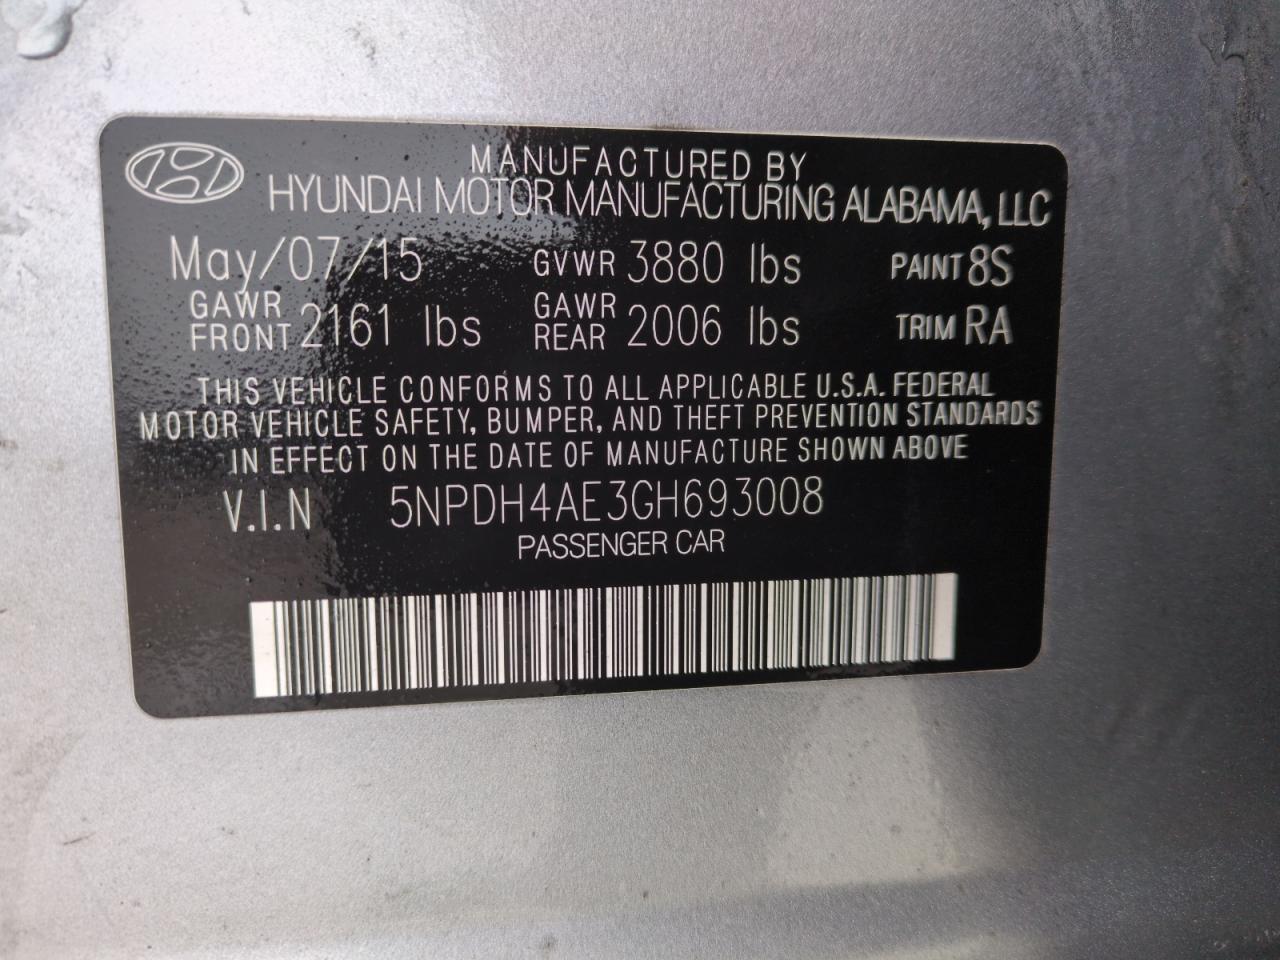 MANUFACTURED BY
HYUNDAI MOTOR MANUFACTURING ALABAMA, LLC
May/07/15 GVWR 3880 lbs PAINT 8S
GAWR FRONT 2161 lbs GAWR REAR 2006 lbs TRIM RA
THIS VEHICLE CONFORMS TO ALL APPLICABLE U.S.A. FEDERAL
MOTOR VEHICLE SAFETY, BUMPER, AND THEFT PREVENTION STANDARDS
IN EFFECT ON THE DATE OF MANUFACTURE SHOWN ABOVE
V.I.N 5NPDH4AE3GH693008
PASSENGER CAR